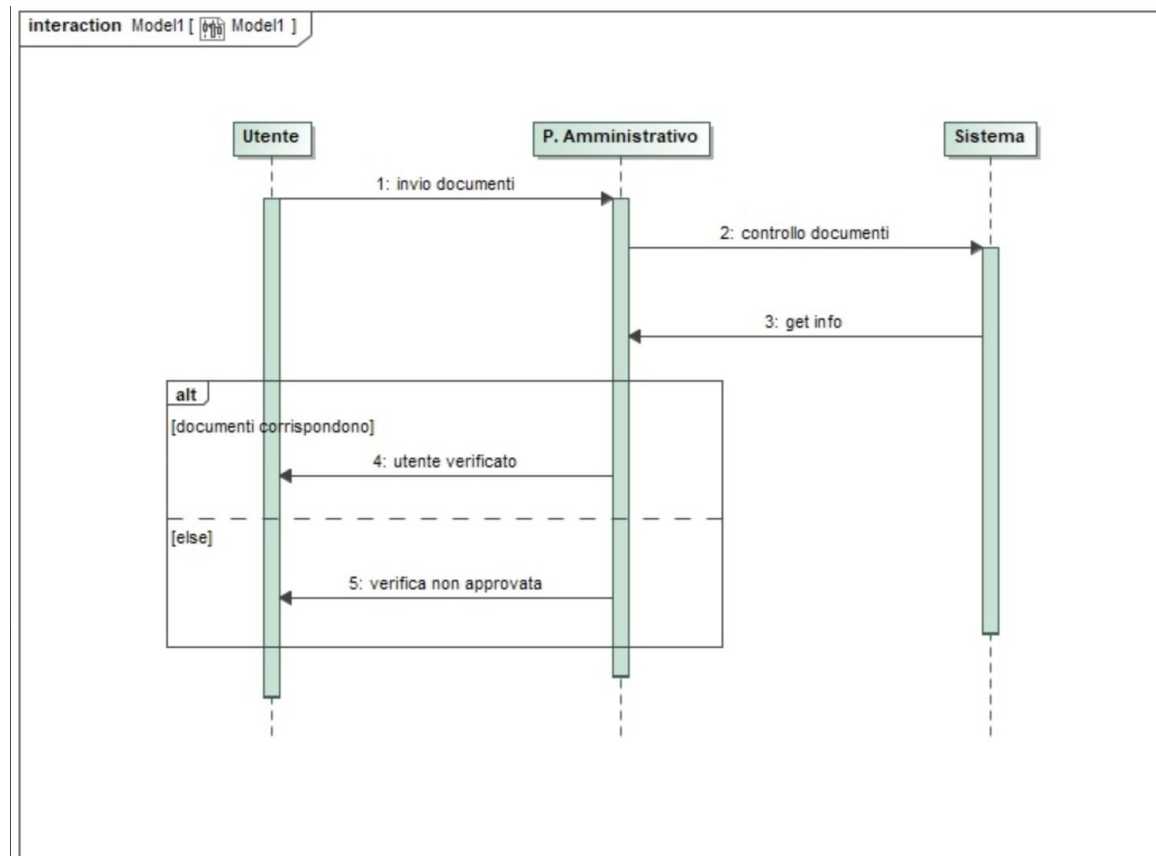 interaction Model1 [ Model1 ]
Utente
P. Amministrativo
Sistema
1: invio documenti
2: controllo documenti
3: get info
alt
[documenti corrispondono]
4: utente verificato
[else]
5: verifica non approvata